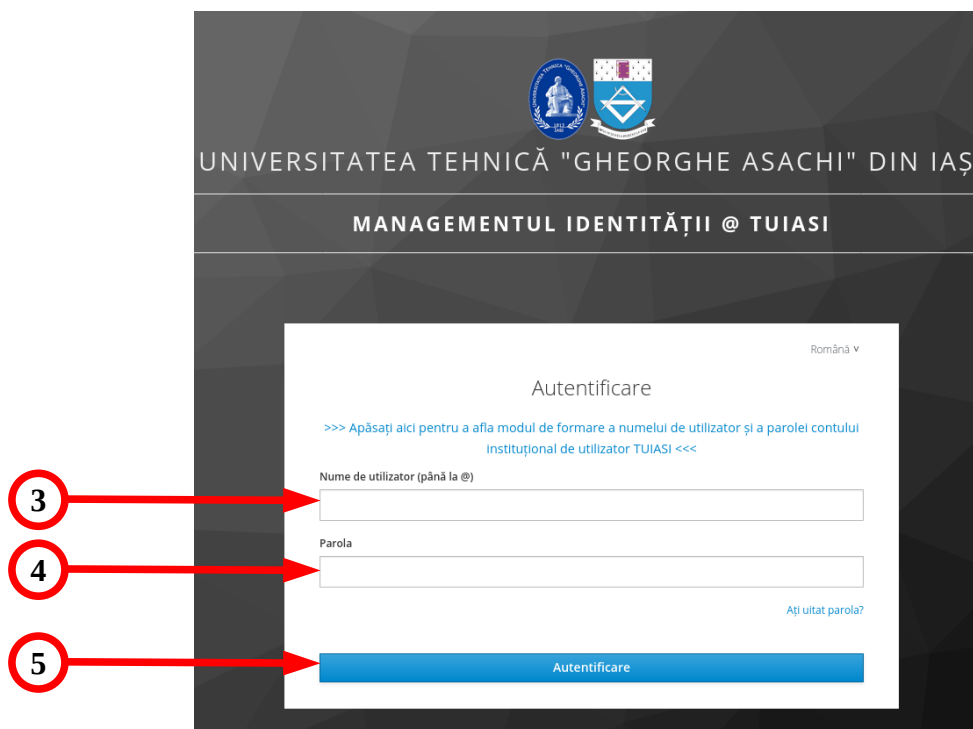 UNIVERSITATEA TEHNICĂ "GHEORGHE ASACHI" DIN IAȘ
MANAGEMENTUL IDENTITĂȚII @ TUIASI
Română
Autentificare
>>> Apăsați aici pentru a afla modul de formare a numelui de utilizator și a parolei contului
instituțional de utilizator TUIASI <<<
Nume de utilizator (până la @)
3
Parola
4
Ați uitat parola?
5
Autentificare